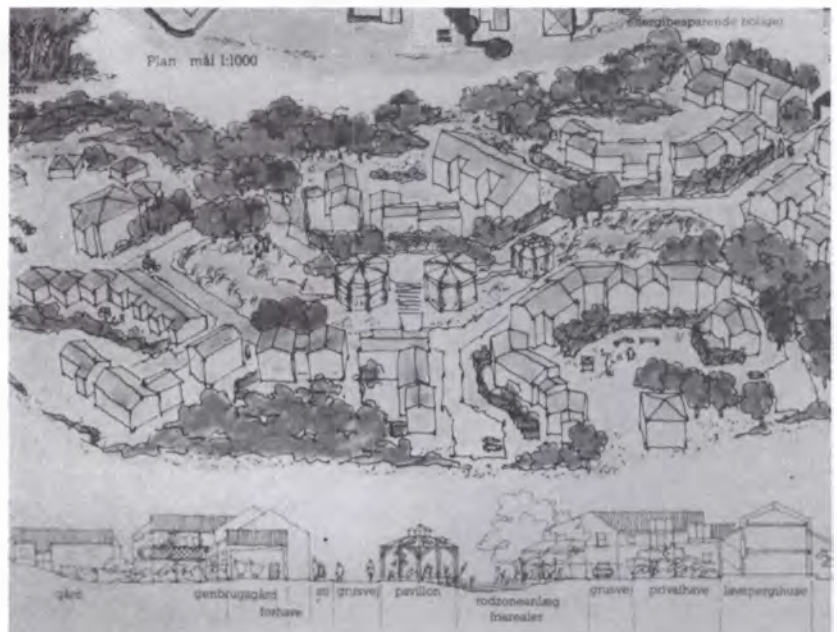 energibesparende boliger
Plan mål 1:1000
gård
genbrugsgård
forhave
sti
grusvej
pavillon
rodzoneanlæg
friarealer
grusvej
privathave
lavenergihuse